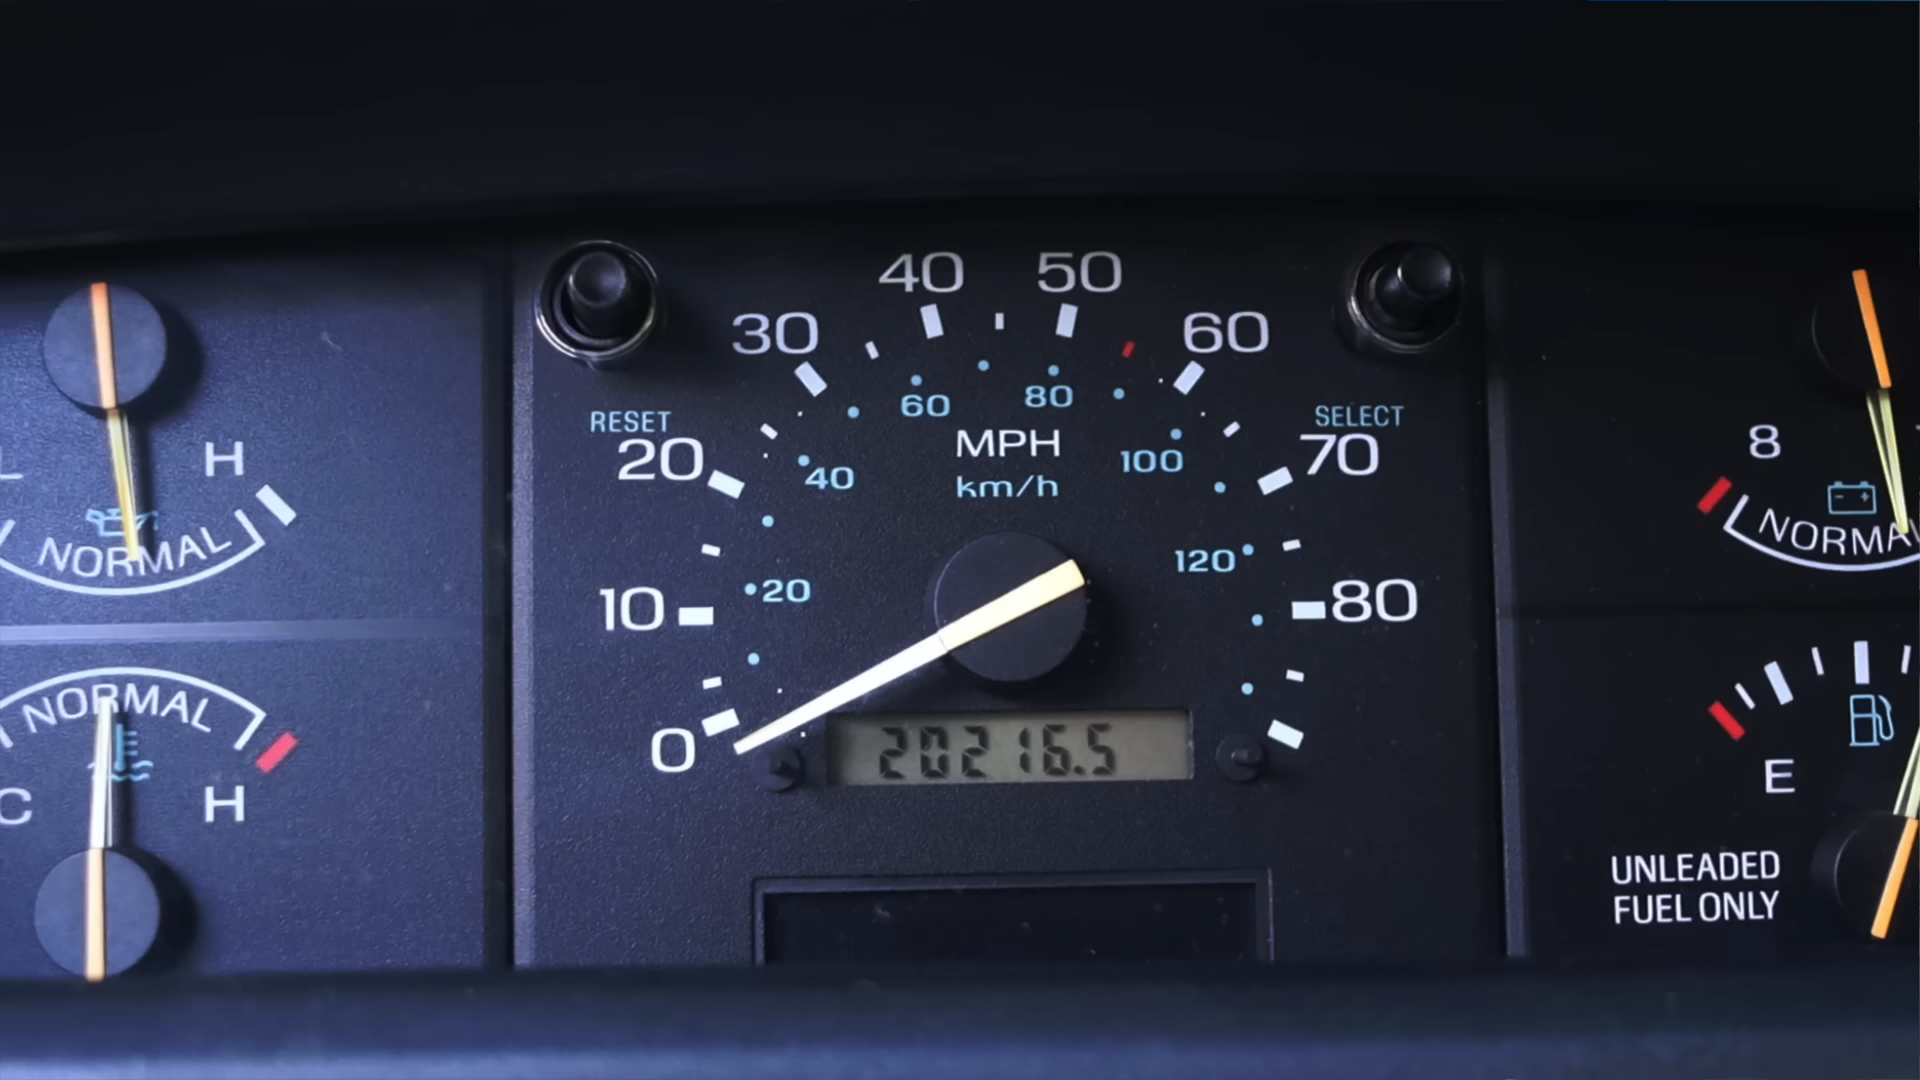 40 50
30 60
60 80
RESET SELECT
MPH
20 70
H 8
40 100
km/h
NORMAL NORMA
120
20
10 80
NORMAL
0 20216.5
E
C H
UNLEADED
FUEL ONLY